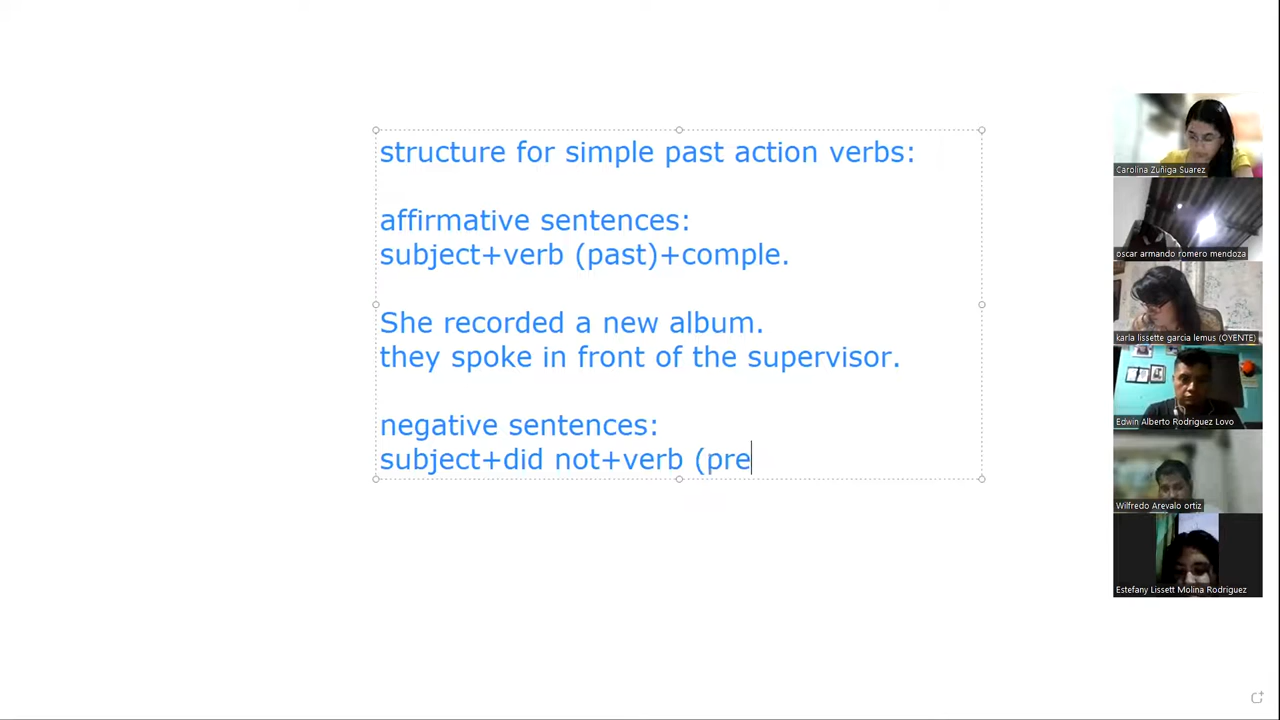 structure for simple past action verbs:
affirmative sentences:
subject+verb (past)+comple.
She recorded a new album.
they spoke in front of the supervisor.
negative sentences:
subject+did not+verb (pre
Carolina Zuñiga Suarez
oscar armando romero mendoza
karla lissette garcia lemus (OYENTE)
Edwin Alberto Rodriguez Lovo
Wilfredo Arevalo ortiz
Estefany Lissett Molina Rodriguez